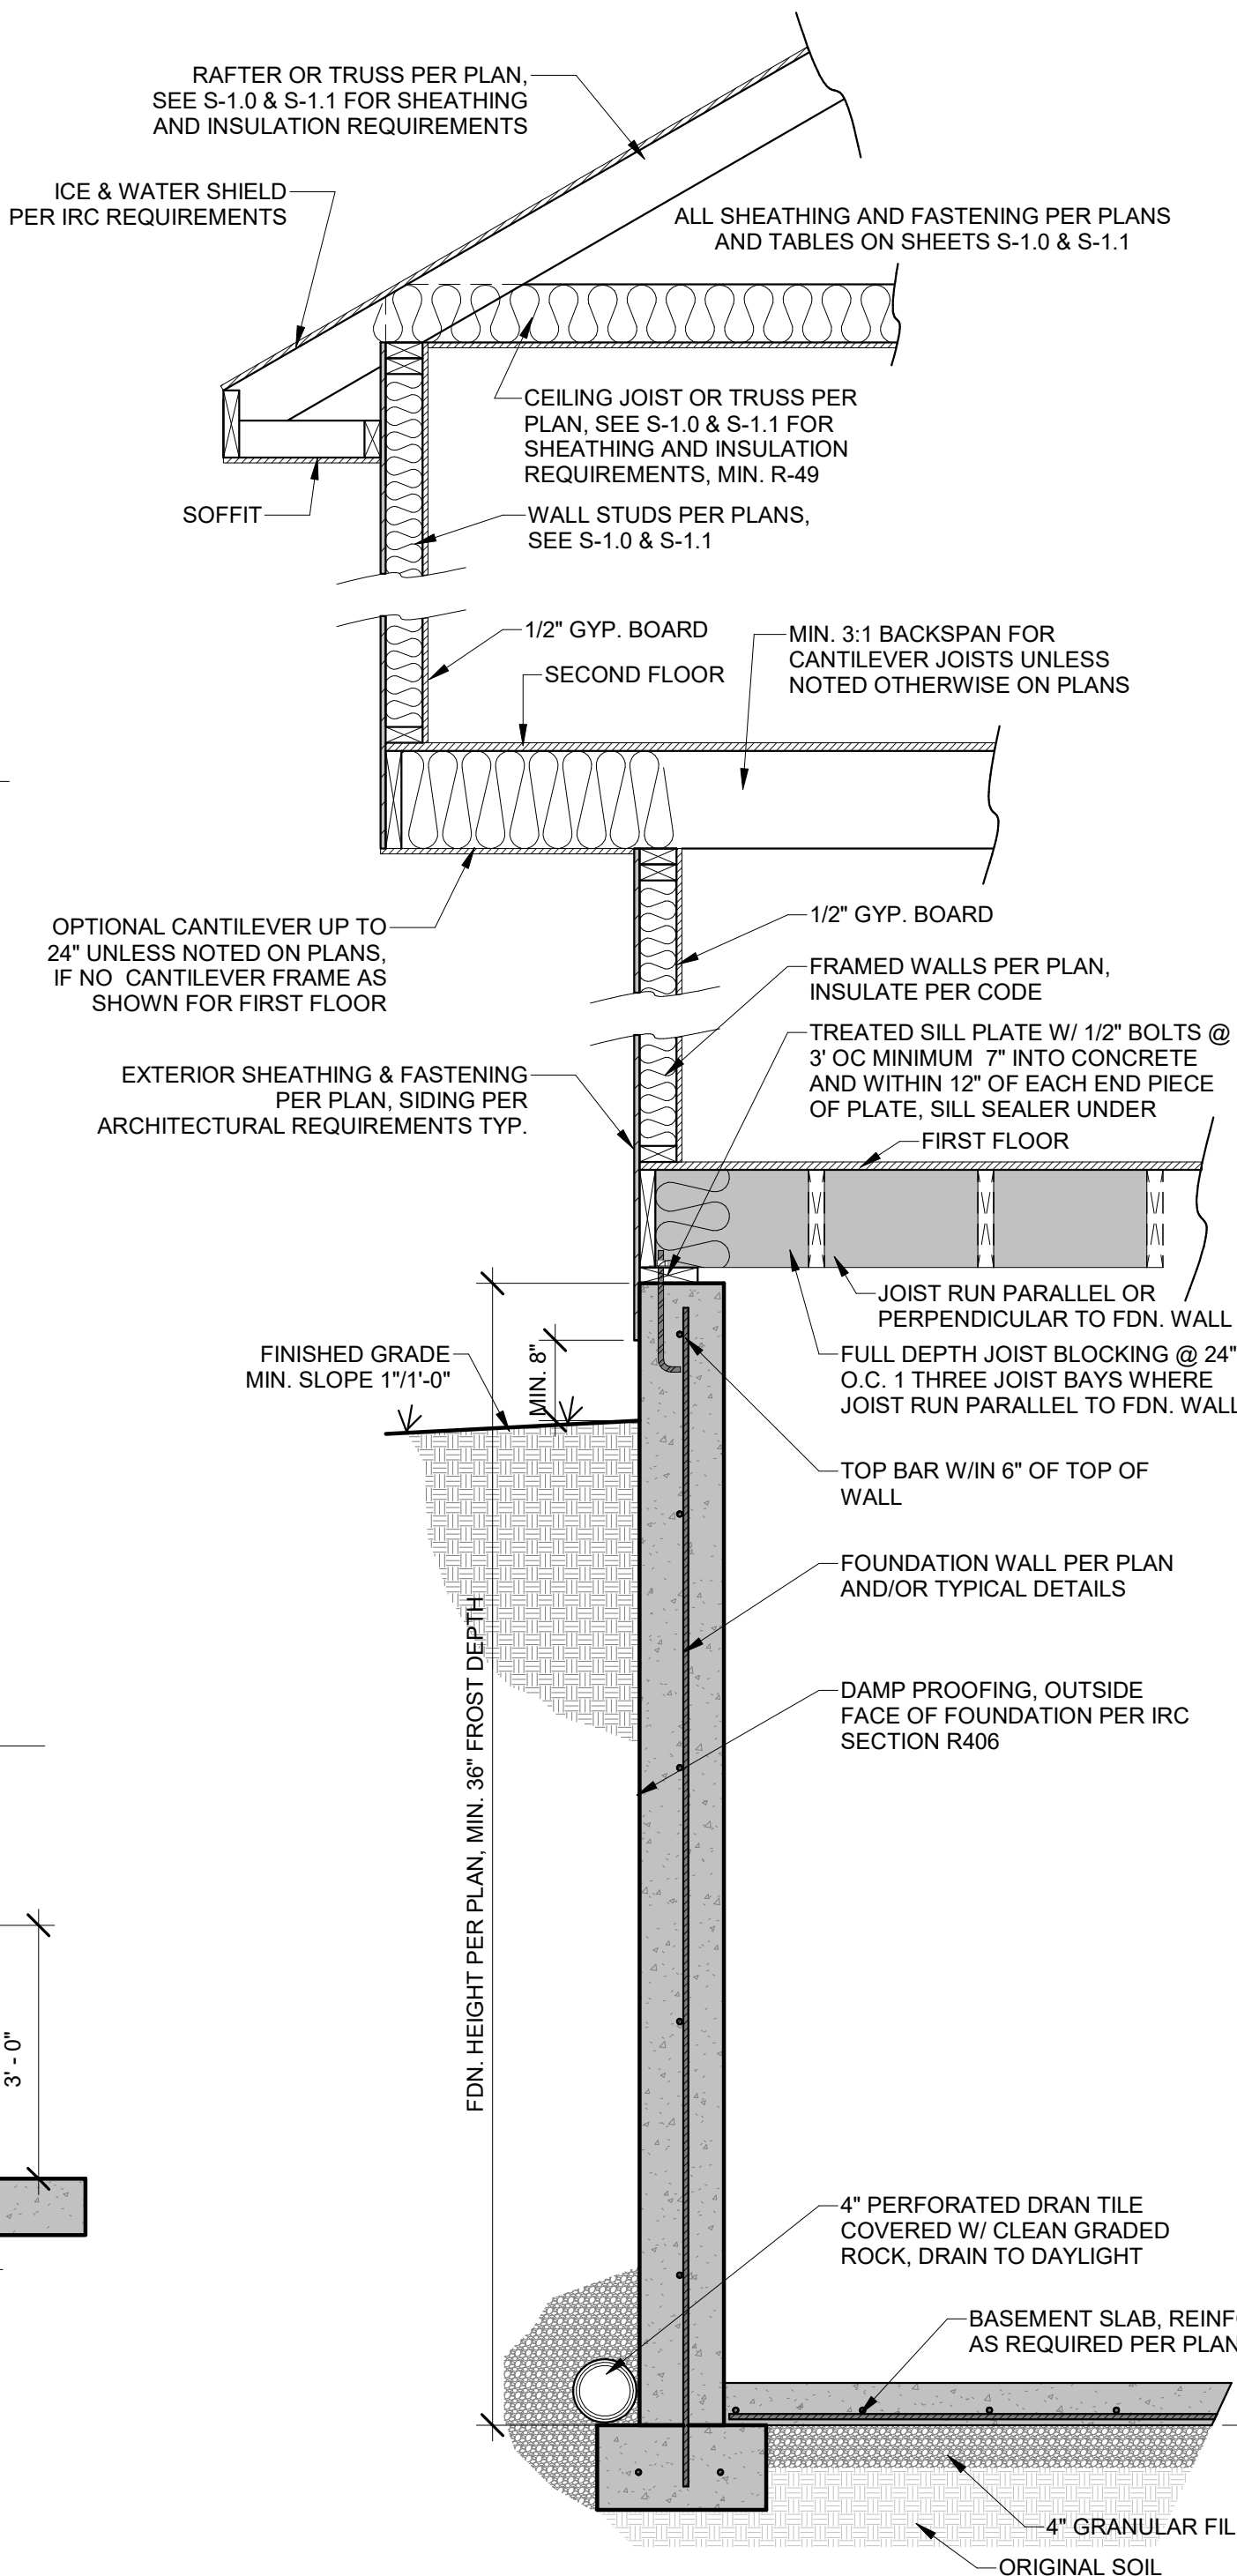 RAFTER OR TRUSS PER PLAN,
SEE S-1.0 & S-1.1 FOR SHEATHING
AND INSULATION REQUIREMENTS
ICE & WATER SHIELD
PER IRC REQUIREMENTS
ALL SHEATHING AND FASTENING PER PLANS
AND TABLES ON SHEETS S-1.0 & S-1.1
CEILING JOIST OR TRUSS PER
PLAN, SEE S-1.0 & S-1.1 FOR
SHEATHING AND INSULATION
REQUIREMENTS, MIN. R-49
SOFFIT
WALL STUDS PER PLANS,
SEE S-1.0 & S-1.1
1/2" GYP. BOARD
SECOND FLOOR
MIN. 3:1 BACKSPAN FOR
CANTILEVER JOISTS UNLESS
NOTED OTHERWISE ON PLANS
OPTIONAL CANTILEVER UP TO
24" UNLESS NOTED ON PLANS,
IF NO CANTILEVER FRAME AS
SHOWN FOR FIRST FLOOR
1/2" GYP. BOARD
FRAMED WALLS PER PLAN,
INSULATE PER CODE
TREATED SILL PLATE W/ 1/2" BOLTS @
3' OC MINIMUM 7" INTO CONCRETE
AND WITHIN 12" OF EACH END PIECE
OF PLATE, SILL SEALER UNDER
EXTERIOR SHEATHING & FASTENING
PER PLAN, SIDING PER
ARCHITECTURAL REQUIREMENTS TYP.
FIRST FLOOR
JOIST RUN PARALLEL OR
PERPENDICULAR TO FDN. WALL
FINISHED GRADE
MIN. SLOPE 1"/1'-0"
MIN. 8"
FULL DEPTH JOIST BLOCKING @ 24"
O.C. 1 THREE JOIST BAYS WHERE
JOIST RUN PARALLEL TO FDN. WALL
TOP BAR W/IN 6" OF TOP OF
WALL
FOUNDATION WALL PER PLAN
AND/OR TYPICAL DETAILS
FDN. HEIGHT PER PLAN, MIN. 36" FROST DEPTH
DAMP PROOFING, OUTSIDE
FACE OF FOUNDATION PER IRC
SECTION R406
3' - 0"
4" PERFORATED DRAN TILE
COVERED W/ CLEAN GRADED
ROCK, DRAIN TO DAYLIGHT
BASEMENT SLAB,
AS REQUIRED PER PLAN
4" GRANULAR
ORIGINAL SOIL